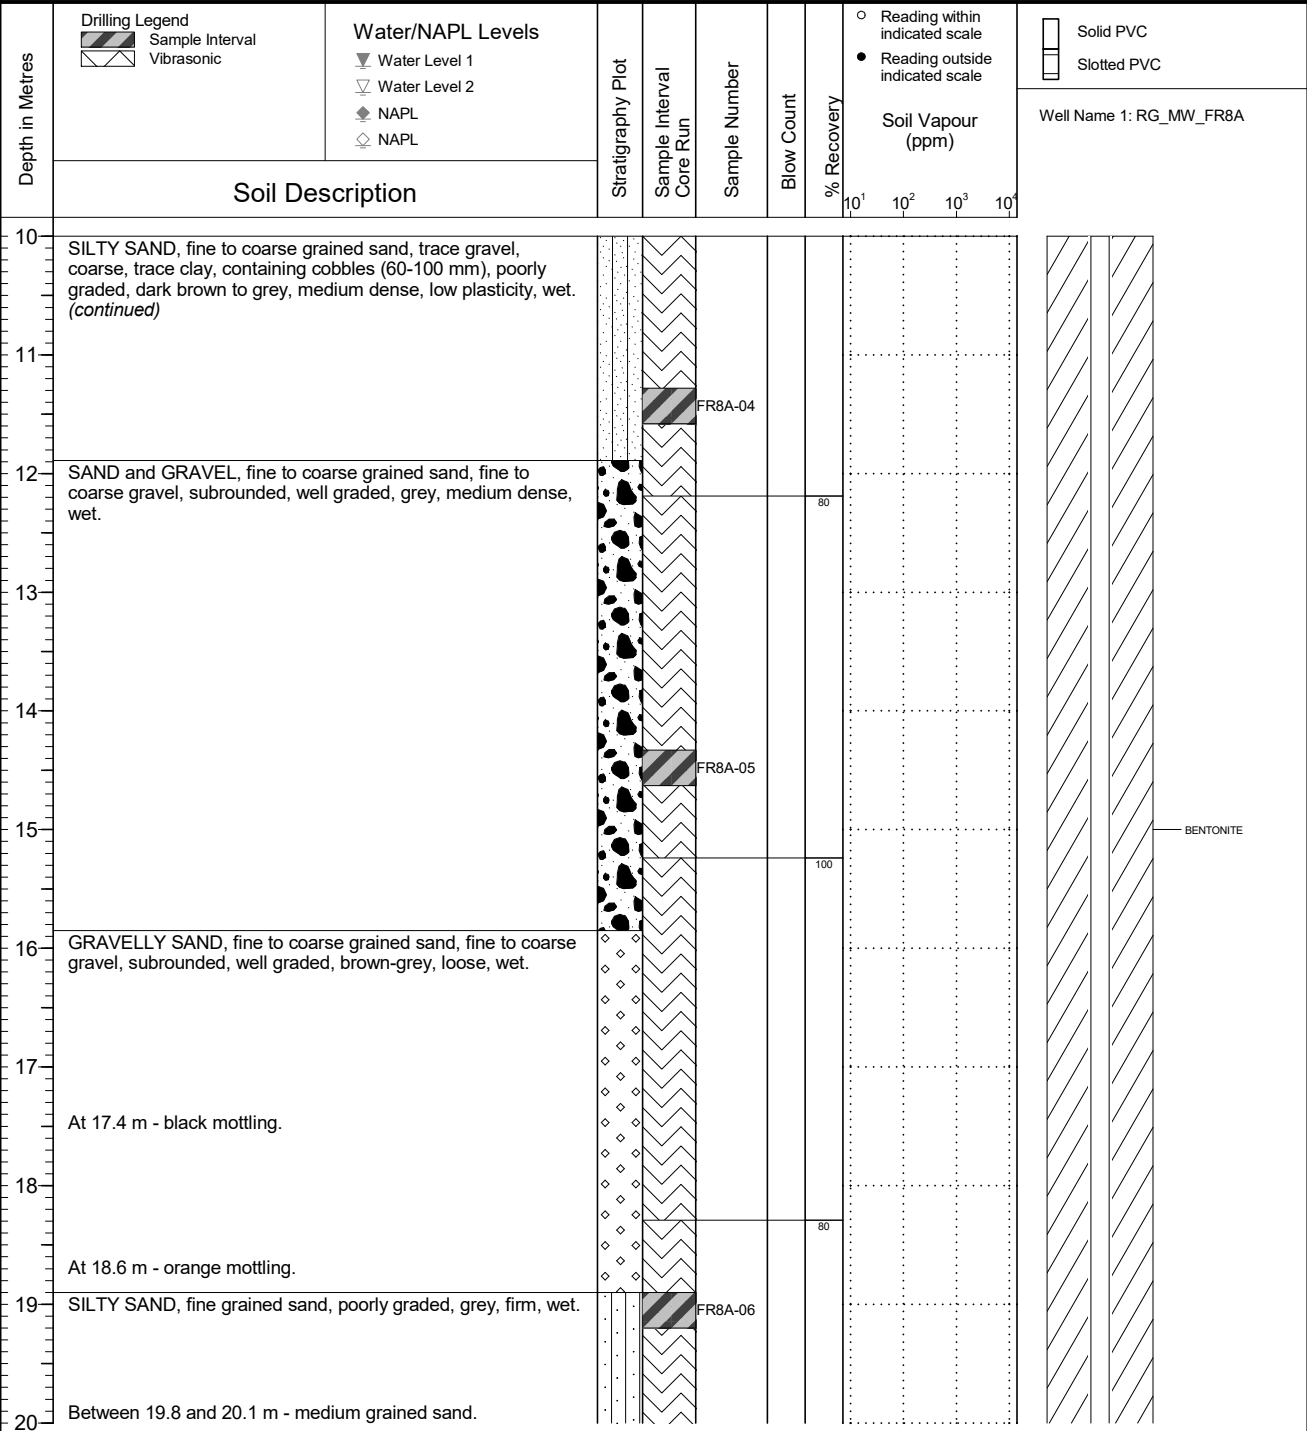 Depth in Metres
Drilling Legend
Sample Interval
Vibrasonic
Water/NAPL Levels
Water Level 1
Water Level 2
NAPL
NAPL
Soil Description
Stratigraphy Plot
Sample Interval
Core Run
Sample Number
Blow Count
% Recovery
Reading within
indicated scale
Reading outside
indicated scale
Soil Vapour
(ppm)
10¹ 10² 10³ 10⁴
Solid PVC
Slotted PVC
Well Name 1: RG_MW_FR8A
10
SILTY SAND, fine to coarse grained sand, trace gravel,
coarse, trace clay, containing cobbles (60-100 mm), poorly
graded, dark brown to grey, medium dense, low plasticity, wet.
(continued)
11
FR8A-04
12
SAND and GRAVEL, fine to coarse grained sand, fine to
coarse gravel, subrounded, well graded, grey, medium dense,
wet.
80
13
14
FR8A-05
15
BENTONITE
100
16
GRAVELLY SAND, fine to coarse grained sand, fine to coarse
gravel, subrounded, well graded, brown-grey, loose, wet.
17
At 17.4 m - black mottling.
18
80
At 18.6 m - orange mottling.
19
SILTY SAND, fine grained sand, poorly graded, grey, firm, wet.
FR8A-06
Between 19.8 and 20.1 m - medium grained sand.
20